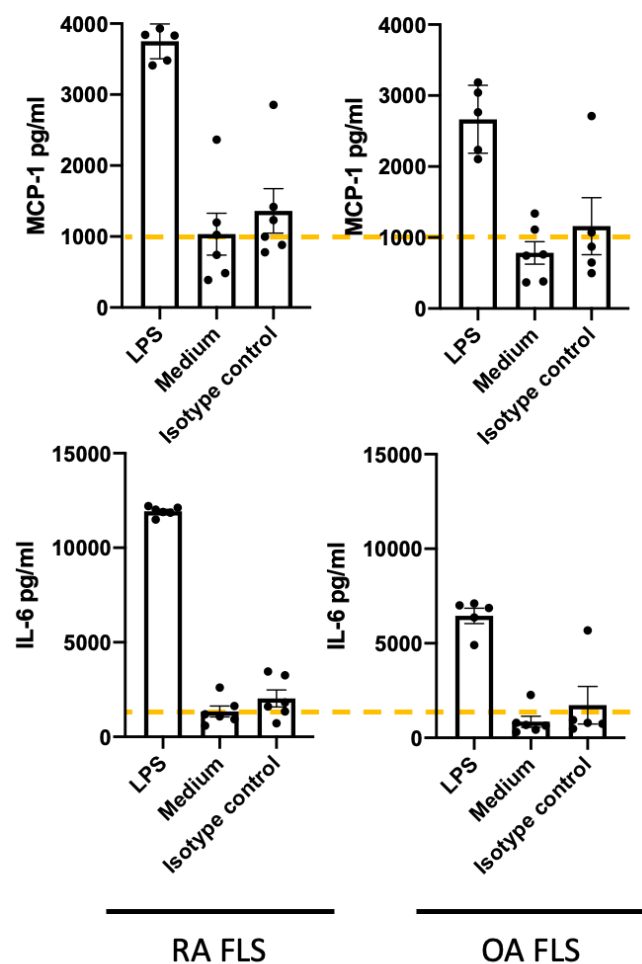 MCP-1 pg/ml
4000
3000
2000
1000
0
LPS
Medium
Isotype control
MCP-1 pg/ml
4000
3000
2000
1000
0
LPS
Medium
Isotype control
IL-6 pg/ml
15000
10000
5000
0
LPS
Medium
Isotype control
IL-6 pg/ml
15000
10000
5000
0
LPS
Medium
Isotype control
RA FLS
OA FLS